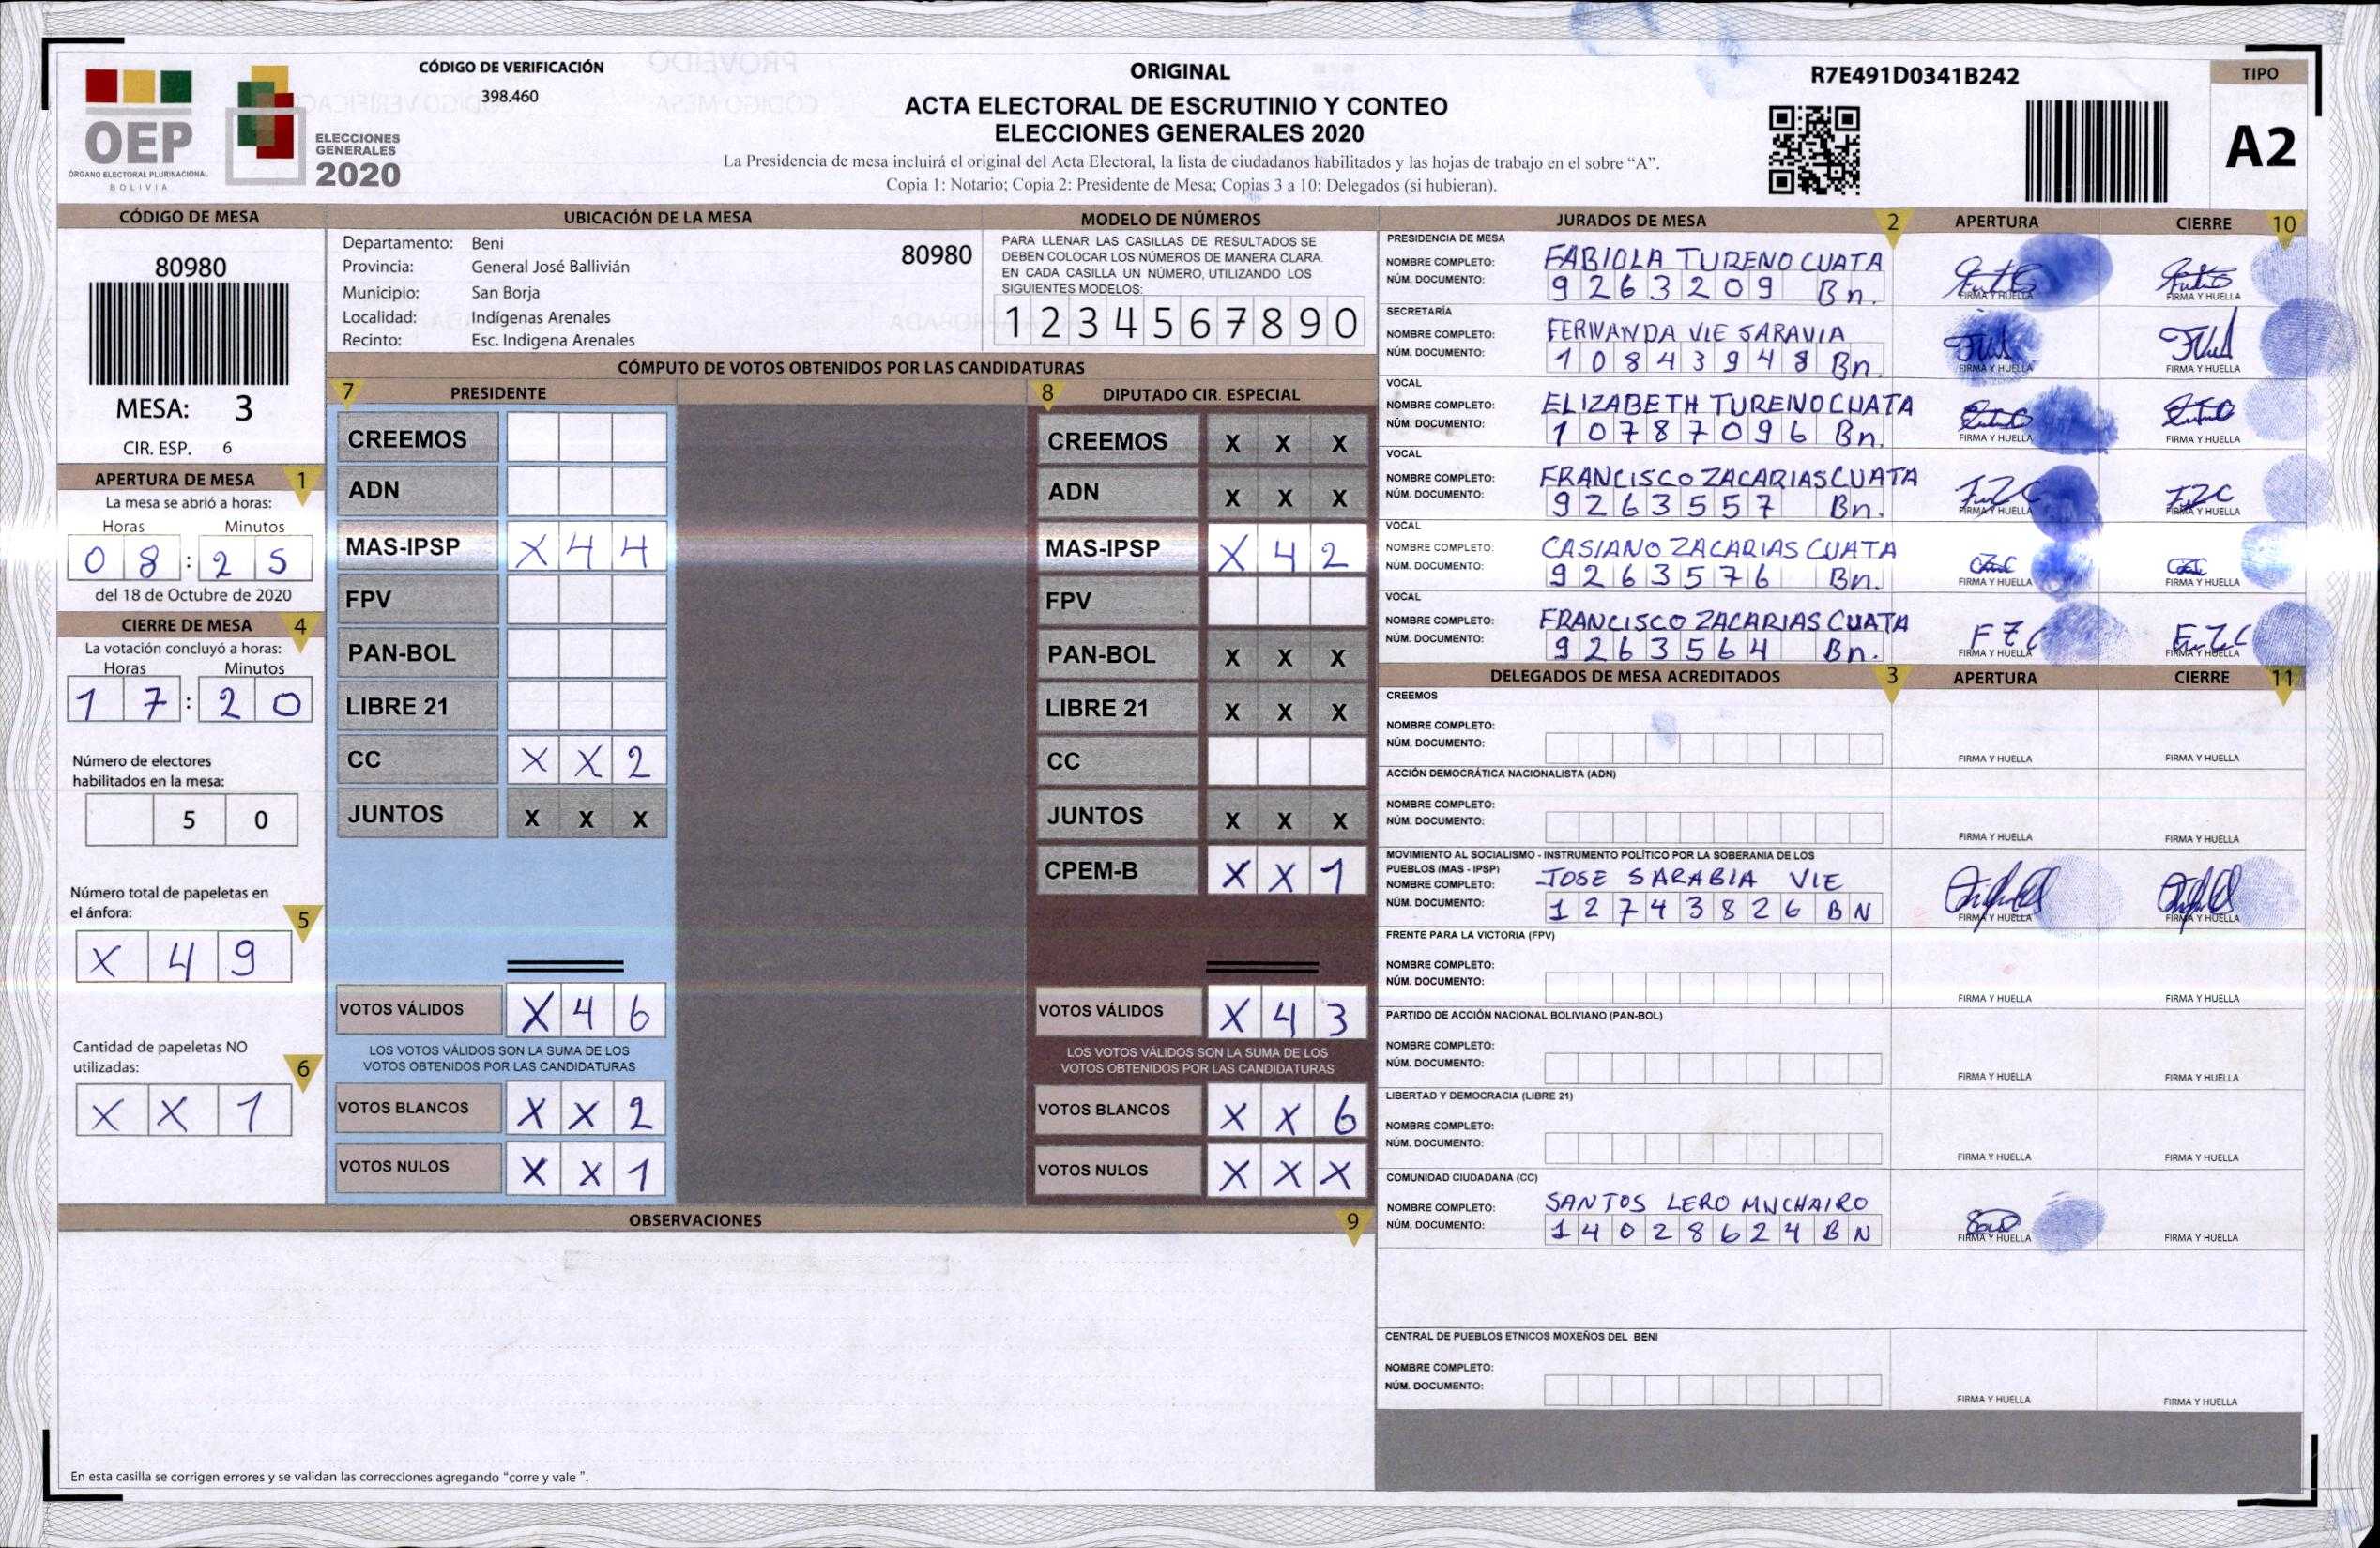 CÓDIGO DE VERIFICACIÓN
398.460
OEP
ÓRGANO ELECTORAL PLURINACIONAL
BOLIVIA
ELECCIONES
GENERALES
2020
ORIGINAL
ACTA ELECTORAL DE ESCRUTINIO Y CONTEO
ELECCIONES GENERALES 2020
La Presidencia de mesa incluirá el original del Acta Electoral, la lista de ciudadanos habilitados y las hojas de trabajo en el sobre “A”.
Copia 1: Notario; Copia 2: Presidente de Mesa; Copias 3 a 10: Delegados (si hubieran).
R7E491D0341B242
TIPO
A2
CÓDIGO DE MESA
80980
MESA: 3
CIR. ESP. 6
APERTURA DE MESA 1
La mesa se abrió a horas:
Horas Minutos
0 8 : 2 5
del 18 de Octubre de 2020
CIERRE DE MESA 4
La votación concluyó a horas:
Horas Minutos
1 7 : 2 0
Número de electores
habilitados en la mesa:
5 0
Número total de papeletas en
el ánfora: 5
X 4 9
Cantidad de papeletas NO
utilizadas: 6
X X 1
UBICACIÓN DE LA MESA
Departamento: Beni 80980
Provincia: General José Ballivián
Municipio: San Borja
Localidad: Indígenas Arenales
Recinto: Esc. Indigena Arenales
MODELO DE NÚMEROS
PARA LLENAR LAS CASILLAS DE RESULTADOS SE
DEBEN COLOCAR LOS NÚMEROS DE MANERA CLARA.
EN CADA CASILLA UN NÚMERO, UTILIZANDO LOS
SIGUIENTES MODELOS:
1 2 3 4 5 6 7 8 9 0
CÓMPUTO DE VOTOS OBTENIDOS POR LAS CANDIDATURAS
7 PRESIDENTE
CREEMOS
ADN
MAS-IPSP X 4 4
FPV
PAN-BOL
LIBRE 21
CC X X 2
JUNTOS X X X
VOTOS VÁLIDOS X 4 6
LOS VOTOS VÁLIDOS SON LA SUMA DE LOS
VOTOS OBTENIDOS POR LAS CANDIDATURAS
VOTOS BLANCOS X X 2
VOTOS NULOS X X 1
8 DIPUTADO CIR. ESPECIAL
CREEMOS X X X
ADN X X X
MAS-IPSP X 4 2
FPV
PAN-BOL X X X
LIBRE 21 X X X
CC
JUNTOS X X X
CPEM-B X X 1
VOTOS VÁLIDOS X 4 3
LOS VOTOS VÁLIDOS SON LA SUMA DE LOS
VOTOS OBTENIDOS POR LAS CANDIDATURAS
VOTOS BLANCOS X X 6
VOTOS NULOS X X X
OBSERVACIONES 9
En esta casilla se corrigen errores y se validan las correcciones agregando “corre y vale ”.
JURADOS DE MESA 2 APERTURA CIERRE 10
PRESIDENCIA DE MESA
NOMBRE COMPLETO: FABIOLA TURENO CUATA
NÚM. DOCUMENTO: 9263209 Bn.
FIRMA Y HUELLA FIRMA Y HUELLA
SECRETARÍA
NOMBRE COMPLETO: FERNANDA VIE SARAVIA
NÚM. DOCUMENTO: 10843948 Bn.
FIRMA Y HUELLA FIRMA Y HUELLA
VOCAL
NOMBRE COMPLETO: ELIZABETH TURENO CUATA
NÚM. DOCUMENTO: 10787096 Bn.
FIRMA Y HUELLA FIRMA Y HUELLA
VOCAL
NOMBRE COMPLETO: FRANCISCO ZACARIAS CUATA
NÚM. DOCUMENTO: 9263557 Bn.
FIRMA Y HUELLA FIRMA Y HUELLA
VOCAL
NOMBRE COMPLETO: CASIANO ZACARIAS CUATA
NÚM. DOCUMENTO: 9263576 Bn.
FIRMA Y HUELLA FIRMA Y HUELLA
VOCAL
NOMBRE COMPLETO: FRANCISCO ZACARIAS CUATA
NÚM. DOCUMENTO: 9263564 Bn.
FIRMA Y HUELLA FIRMA Y HUELLA
DELEGADOS DE MESA ACREDITADOS 3 APERTURA CIERRE 11
CREEMOS
NOMBRE COMPLETO:
NÚM. DOCUMENTO:
FIRMA Y HUELLA FIRMA Y HUELLA
ACCIÓN DEMOCRÁTICA NACIONALISTA (ADN)
NOMBRE COMPLETO:
NÚM. DOCUMENTO:
FIRMA Y HUELLA FIRMA Y HUELLA
MOVIMIENTO AL SOCIALISMO - INSTRUMENTO POLÍTICO POR LA SOBERANIA DE LOS
PUEBLOS (MAS - IPSP)
NOMBRE COMPLETO: JOSE SARABIA VIE
NÚM. DOCUMENTO: 12743826 BN
FIRMA Y HUELLA FIRMA Y HUELLA
FRENTE PARA LA VICTORIA (FPV)
NOMBRE COMPLETO:
NÚM. DOCUMENTO:
FIRMA Y HUELLA FIRMA Y HUELLA
PARTIDO DE ACCIÓN NACIONAL BOLIVIANO (PAN-BOL)
NOMBRE COMPLETO:
NÚM. DOCUMENTO:
FIRMA Y HUELLA FIRMA Y HUELLA
LIBERTAD Y DEMOCRACIA (LIBRE 21)
NOMBRE COMPLETO:
NÚM. DOCUMENTO:
FIRMA Y HUELLA FIRMA Y HUELLA
COMUNIDAD CIUDADANA (CC)
NOMBRE COMPLETO: SANTOS LERO MUCHAIRO
NÚM. DOCUMENTO: 14028624 BN
FIRMA Y HUELLA FIRMA Y HUELLA
CENTRAL DE PUEBLOS ETNICOS MOXEÑOS DEL BENI
NOMBRE COMPLETO:
NÚM. DOCUMENTO:
FIRMA Y HUELLA FIRMA Y HUELLA